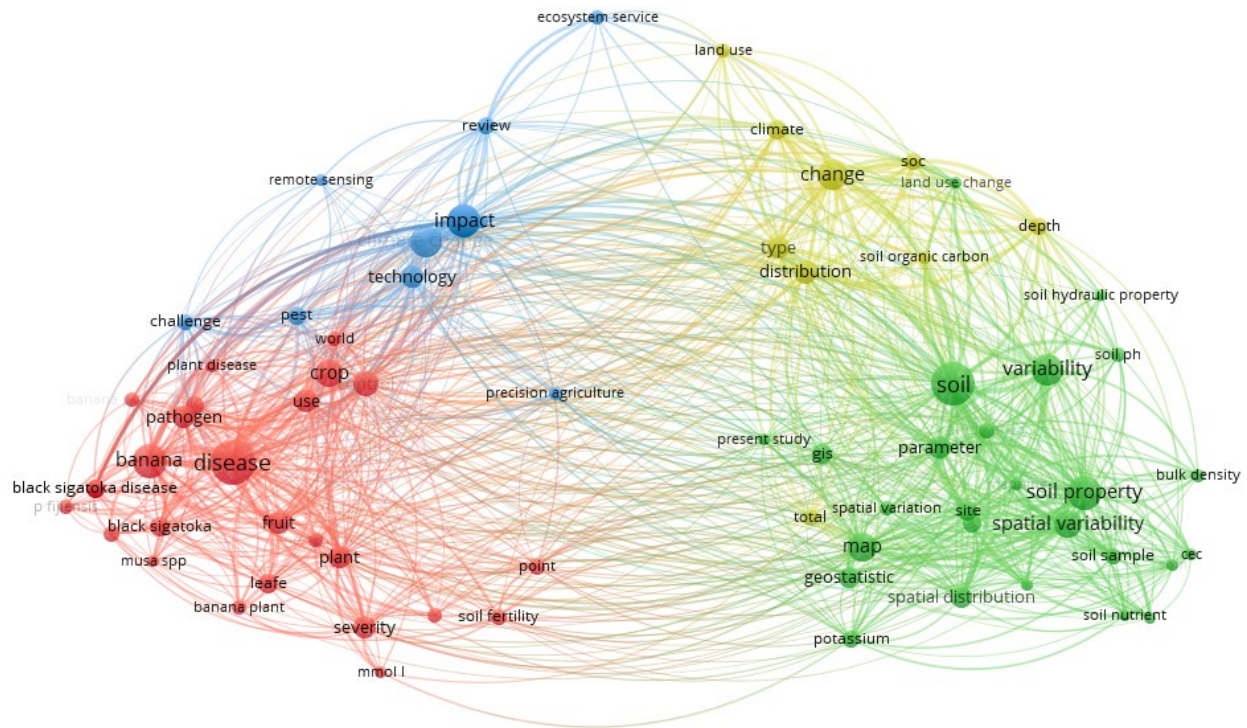 ecosystem service
land use
review
climate
soc
remote sensing
change
land use change
impact
depth
type
technology
distribution
soil organic carbon
soil hydraulic property
challenge
pest
world
plant disease
crop
soil
variability
soil ph
use
precision agriculture
pathogen
present study
gis
parameter
banana
disease
bulk density
black sigatoka disease
soil property
p fijiensis
spatial variation
site
total
black sigatoka
fruit
spatial variability
map
musa spp
plant
point
soil sample
cec
leafe
geostatistic
spatial distribution
banana plant
soil fertility
soil nutrient
severity
potassium
mmol l